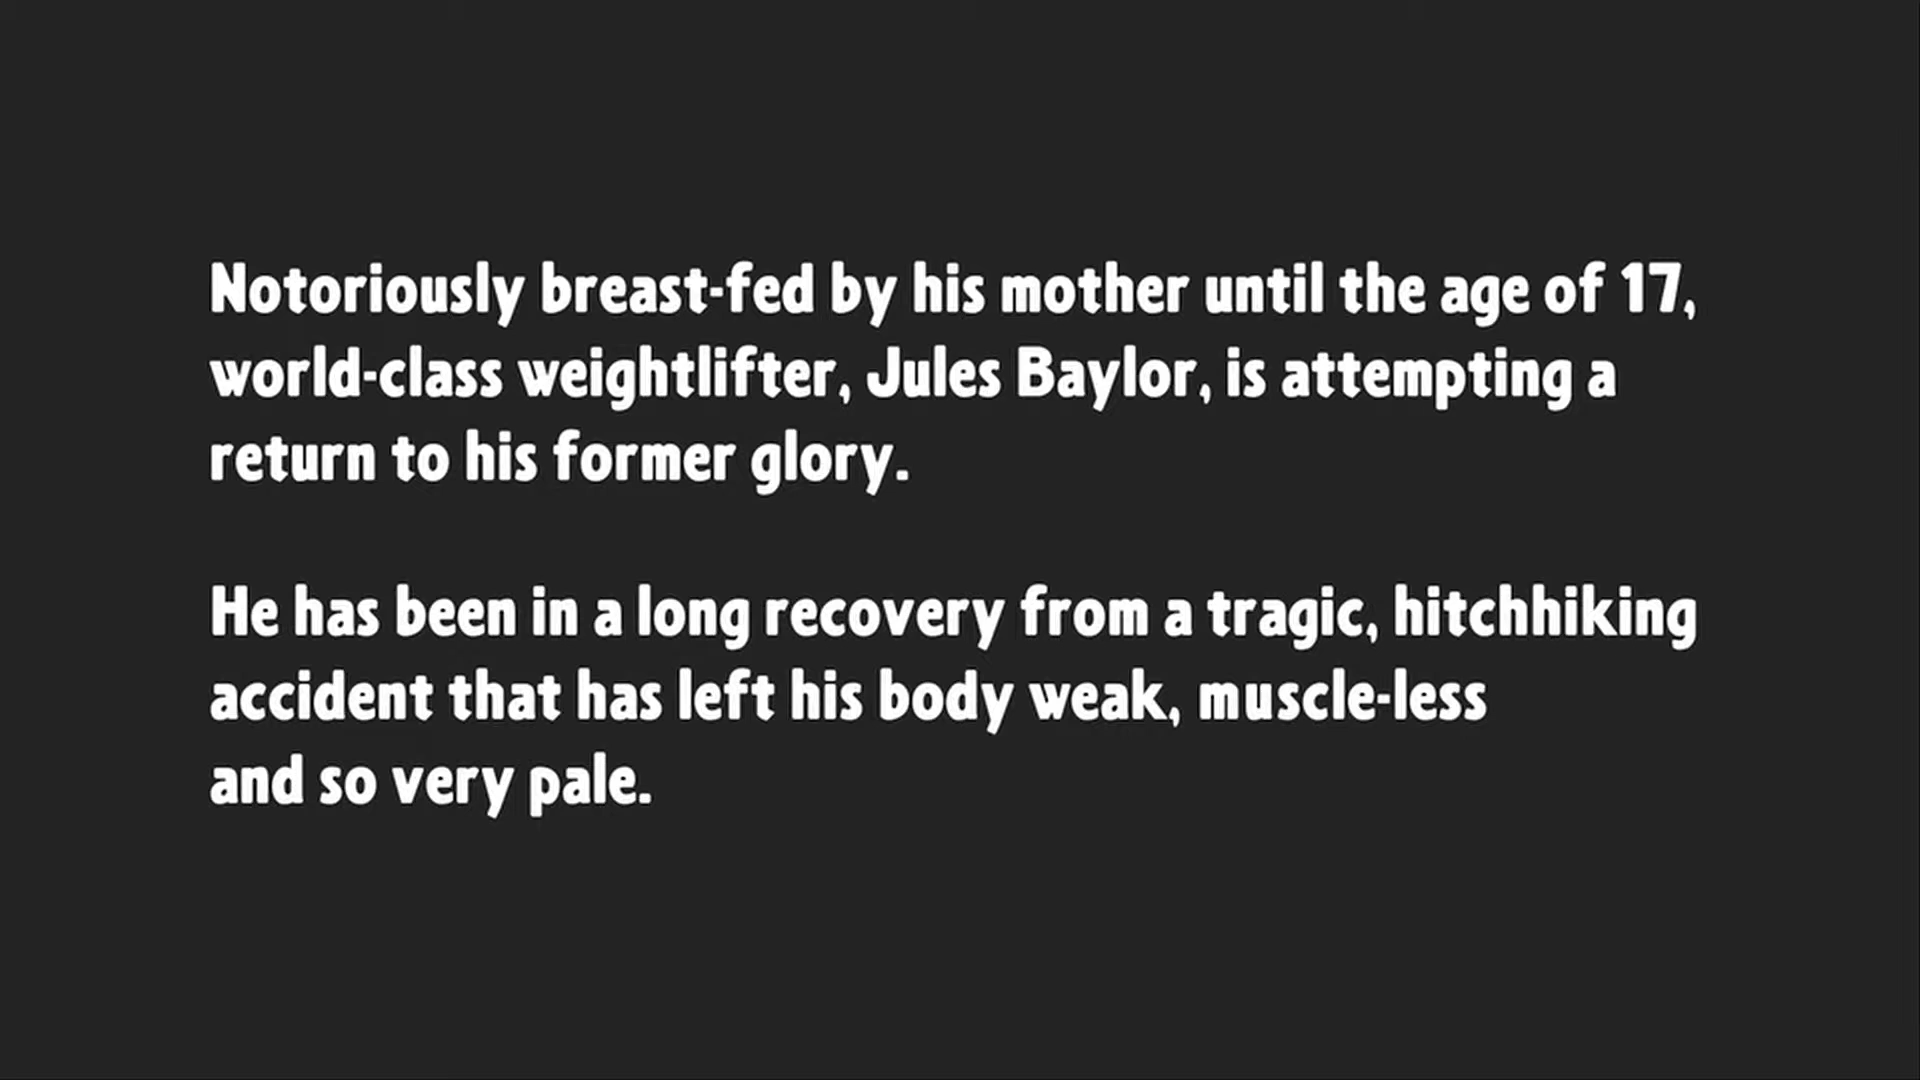 Notoriously breast-fed by his mother until the age of 17,
world-class weightlifter, Jules Baylor, is attempting a
return to his former glory.
He has been in a long recovery from a tragic, hitchhiking
accident that has left his body weak, muscle-less
and so very pale.